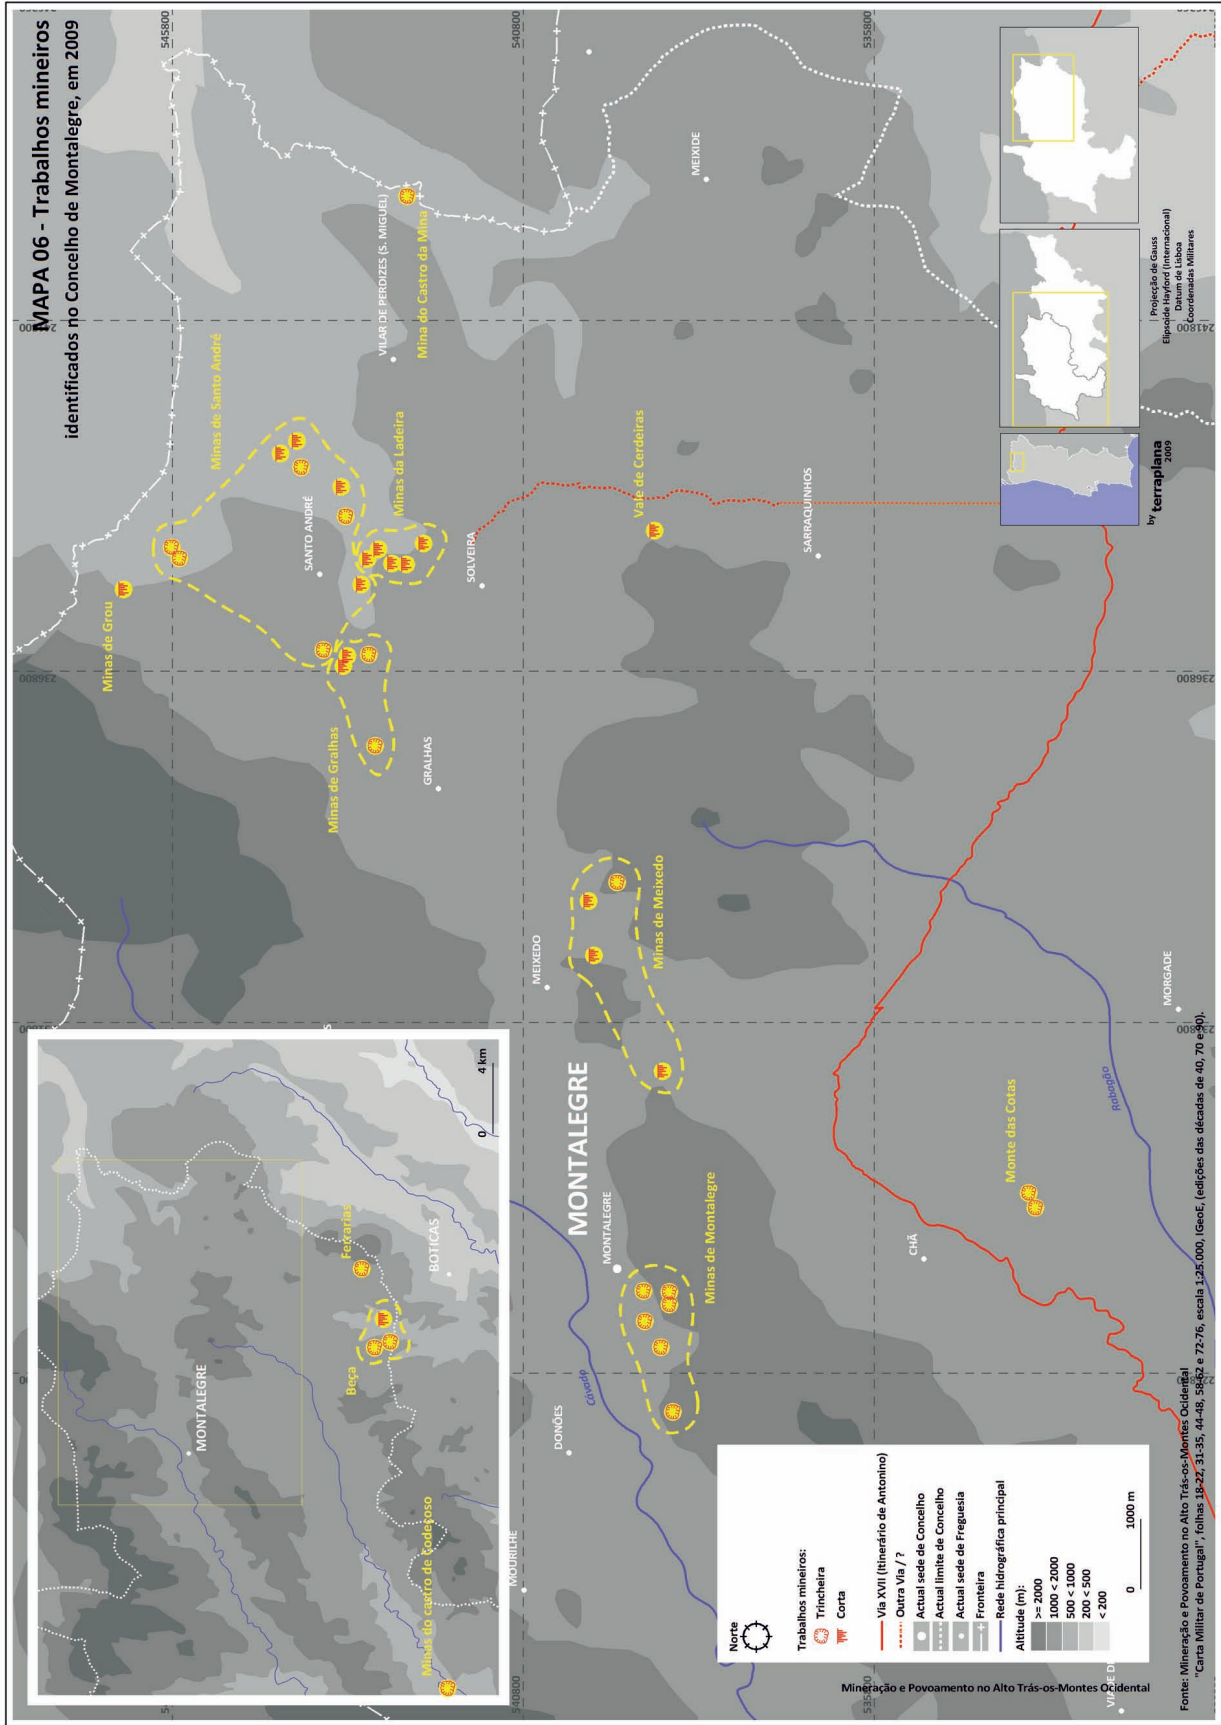 MAPA 06 - Trabalhos mineiros
identificados no Concelho de Montalegre, em 2009
545800
540800
535800
241800
236800
Minas de Grou
Minas de Santo André
SANTO ANDRÉ
VILAR DE PERDIZES (S. MIGUEL)
Mina do Castro da Mina
Minas da Ladeira
SOLVEIRA
Minas de Gralhas
GRALHAS
MEIXIDE
Vale de Cerdeiras
SARRAQUINHOS
MEIXEDO
Minas de Meixedo
MONTALEGRE
MONTALEGRE
Minas de Montalegre
DONÕES
Cávado
MOURILHE
CHÃ
Monte das Cotas
Rabagão
MORGADE
540800
535800
MONTALEGRE
Ferrarias
Beça
BOTICAS
Minas do castro de Codeçoso
0 4 km
Norte
Trabalhos mineiros:
Trincheira
Corta
Via XVII (Itinerário de Antonino)
Outra Via / ?
Actual sede de Concelho
Actual limite de Concelho
Actual sede de Freguesia
Fronteira
Rede hidrográfica principal
Altitude (m):
>= 2000
1000 < 2000
500 < 1000
200 < 500
< 200
0 1000 m
Mineração e Povoamento no Alto Trás-os-Montes Ocidental
Fonte: Mineração e Povoamento no Alto Trás-os-Montes Ocidental
"Carta Militar de Portugal", folhas 18-22, 31-35, 44-48, 58-62 e 72-76, escala 1:25.000, IGeoE, (edições das décadas de 40, 70 e 90).
by terraplana
2009
Projecção de Gauss
Elipsoide Hayford (Internacional)
Datum de Lisboa
Coordenadas Militares